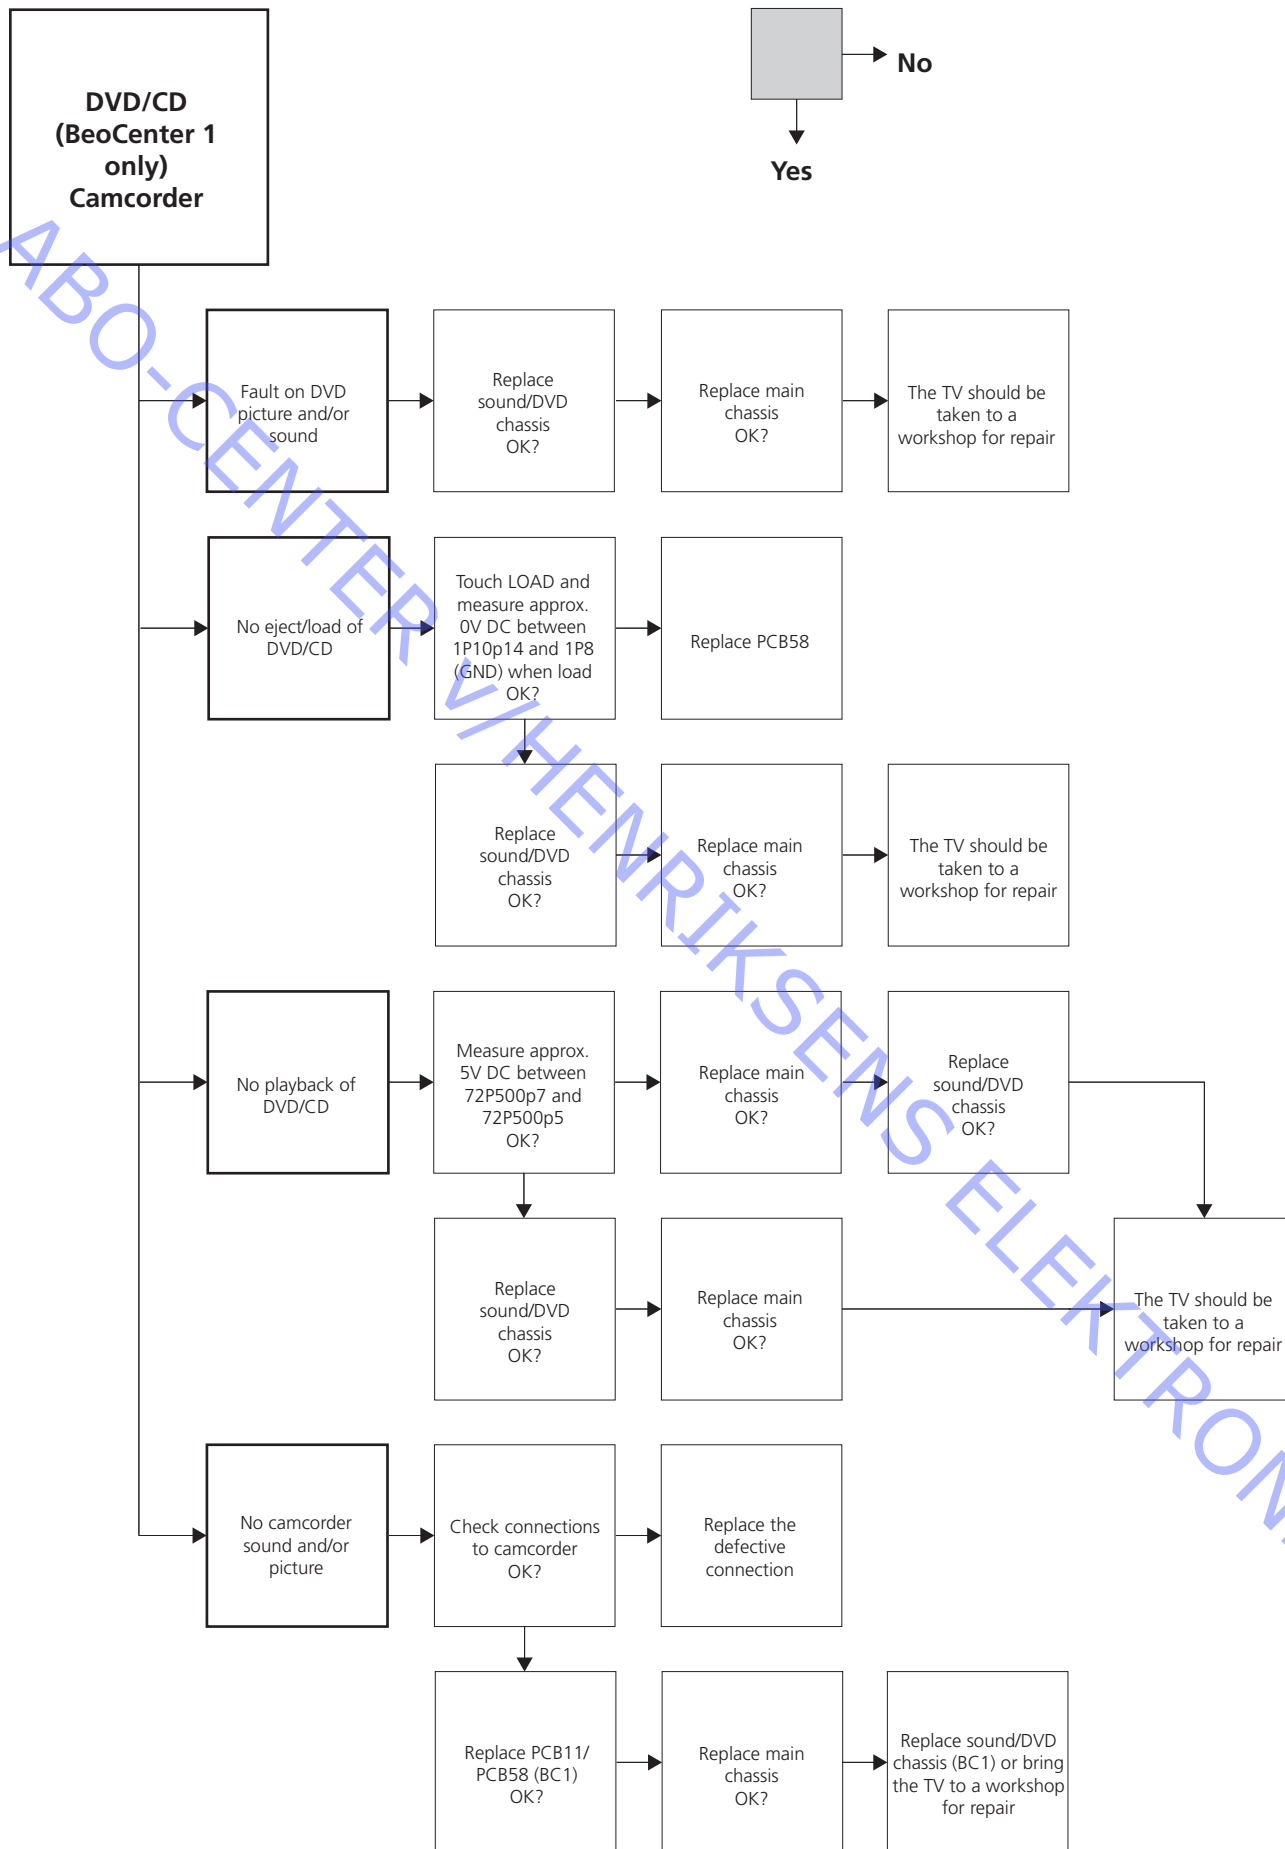 DVD/CD
(BeoCenter 1
only)
Camcorder
No
Yes
Fault on DVD
picture and/or
sound
Replace
sound/DVD
chassis
OK?
Replace main
chassis
OK?
The TV should be
taken to a
workshop for repair
No eject/load of
DVD/CD
Touch LOAD and
measure approx.
0V DC between
1P10p14 and 1P8
(GND) when load
OK?
Replace PCB58
Replace
sound/DVD
chassis
OK?
Replace main
chassis
OK?
The TV should be
taken to a
workshop for repair
No playback of
DVD/CD
Measure approx.
5V DC between
72P500p7 and
72P500p5
OK?
Replace main
chassis
OK?
Replace
sound/DVD
chassis
OK?
Replace
sound/DVD
chassis
OK?
Replace main
chassis
OK?
The TV should be
taken to a
workshop for repair
No camcorder
sound and/or
picture
Check connections
to camcorder
OK?
Replace the
defective
connection
Replace PCB11/
PCB58 (BC1)
OK?
Replace main
chassis
OK?
Replace sound/DVD
chassis (BC1) or bring
the TV to a workshop
for repair
ABO-CENTER v/HENRIKSENS ELEKTRON